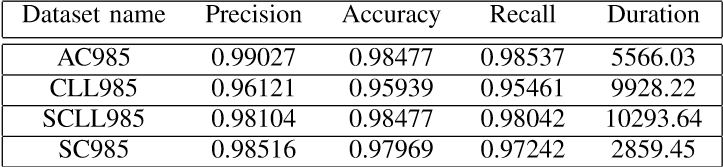 Dataset name Precision Accuracy Recall Duration
AC985 0.99027 0.98477 0.98537 5566.03
CLL985 0.96121 0.95939 0.95461 9928.22
SCLL985 0.98104 0.98477 0.98042 10293.64
SC985 0.98516 0.97969 0.97242 2859.45